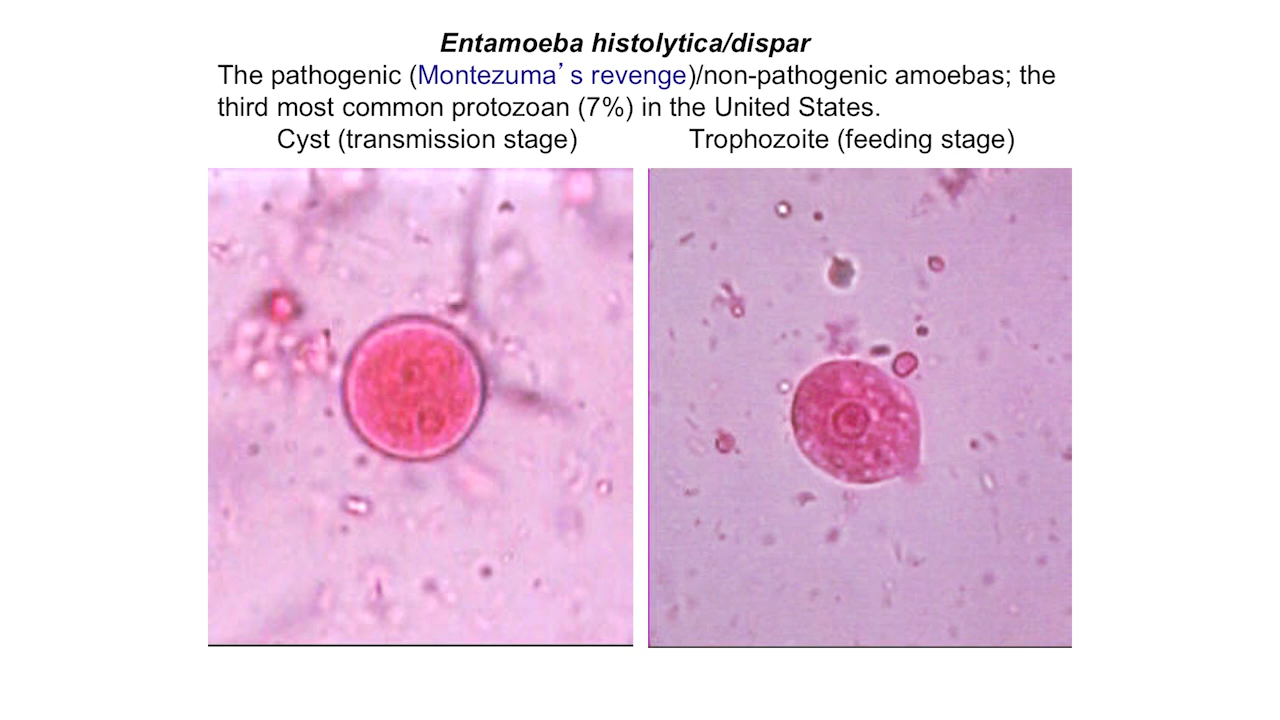 Entamoeba histolytica/dispar
The pathogenic (Montezuma’s revenge)/non-pathogenic amoebas; the
third most common protozoan (7%) in the United States.
Cyst (transmission stage) Trophozoite (feeding stage)